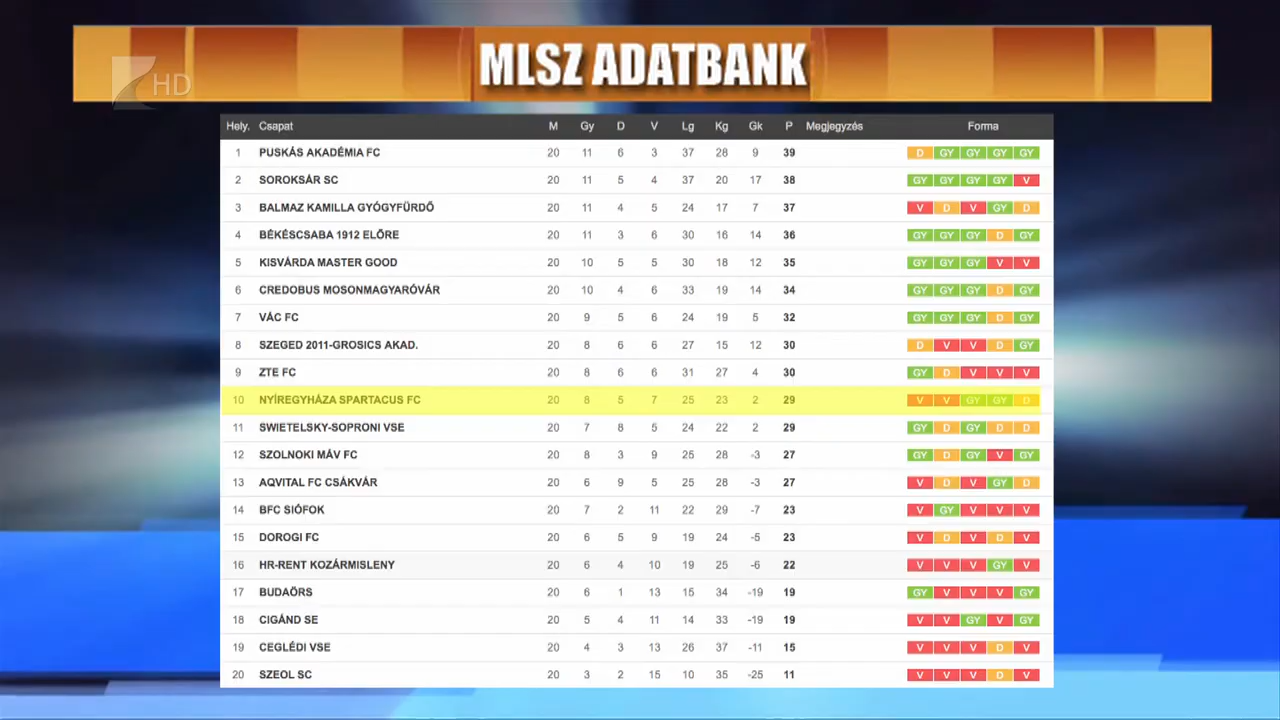 MLSZ ADATBANK
HD
Hely. Csapat M Gy D V Lg Kg Gk P Megjegyzés Forma
1 PUSKÁS AKADÉMIA FC 20 11 6 3 37 28 9 39 D GY GY GY GY
2 SOROKSÁR SC 20 11 5 4 37 20 17 38 GY GY GY GY V
3 BALMAZ KAMILLA GYÓGYFÜRDŐ 20 11 4 5 24 17 7 37 V D V GY D
4 BÉKÉSCSABA 1912 ELŐRE 20 11 3 6 30 16 14 36 GY GY GY D GY
5 KISVÁRDA MASTER GOOD 20 10 5 5 30 18 12 35 GY GY GY V V
6 CREDOBUS MOSONMAGYARÓVÁR 20 10 4 6 33 19 14 34 GY GY GY D GY
7 VÁC FC 20 9 5 6 24 19 5 32 GY GY GY D GY
8 SZEGED 2011-GROSICS AKAD. 20 8 6 6 27 15 12 30 D V V D GY
9 ZTE FC 20 8 6 6 31 27 4 30 GY D V V V
10 NYÍREGYHÁZA SPARTACUS FC 20 8 5 7 25 23 2 29 V V GY GY D
11 SWIETELSKY-SOPRONI VSE 20 7 8 5 24 22 2 29 GY D GY D D
12 SZOLNOKI MÁV FC 20 8 3 9 25 28 -3 27 GY D GY V GY
13 AQVITAL FC CSÁKVÁR 20 6 9 5 25 28 -3 27 V D V GY D
14 BFC SIÓFOK 20 7 2 11 22 29 -7 23 V GY V V V
15 DOROGI FC 20 6 5 9 19 24 -5 23 V D V D V
16 HR-RENT KOZÁRMISLENY 20 6 4 10 19 25 -6 22 V V V GY V
17 BUDAÖRS 20 6 1 13 15 34 -19 19 GY V V V GY
18 CIGÁND SE 20 5 4 11 14 33 -19 19 V V GY V GY
19 CEGLÉDI VSE 20 4 3 13 26 37 -11 15 V V V D V
20 SZEOL SC 20 3 2 15 10 35 -25 11 V V V D V